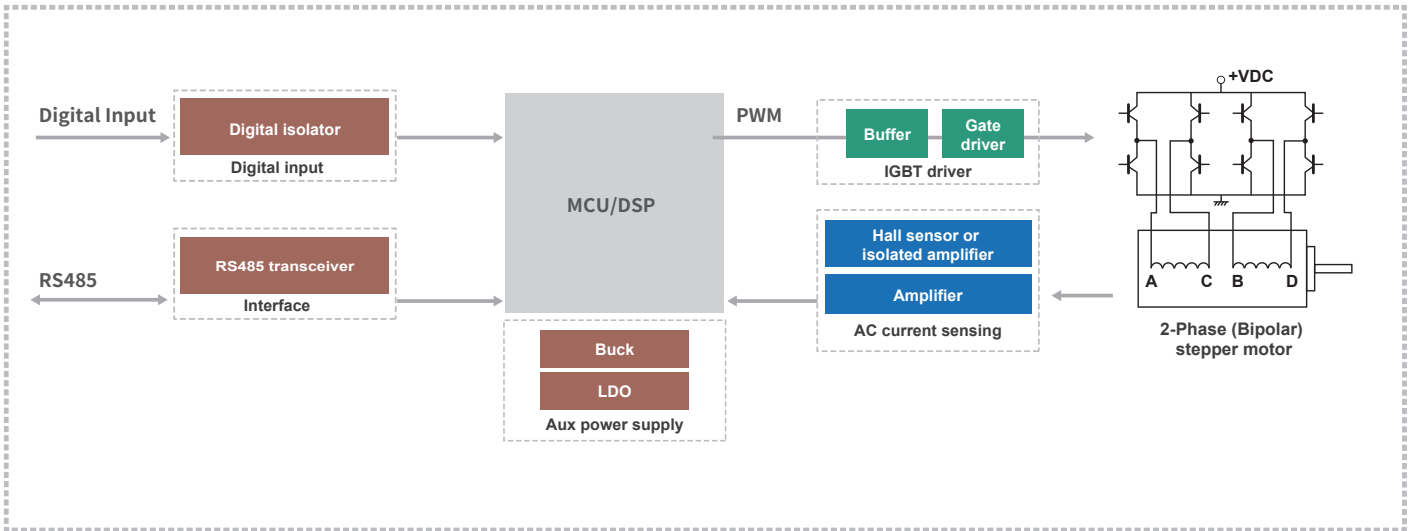 Digital Input
Digital isolator
Digital input
RS485
RS485 transceiver
Interface
MCU/DSP
Buck
LDO
Aux power supply
PWM
Buffer
Gate
driver
IGBT driver
Hall sensor or
isolated amplifier
Amplifier
AC current sensing
+VDC
A C B D
2-Phase (Bipolar)
stepper motor